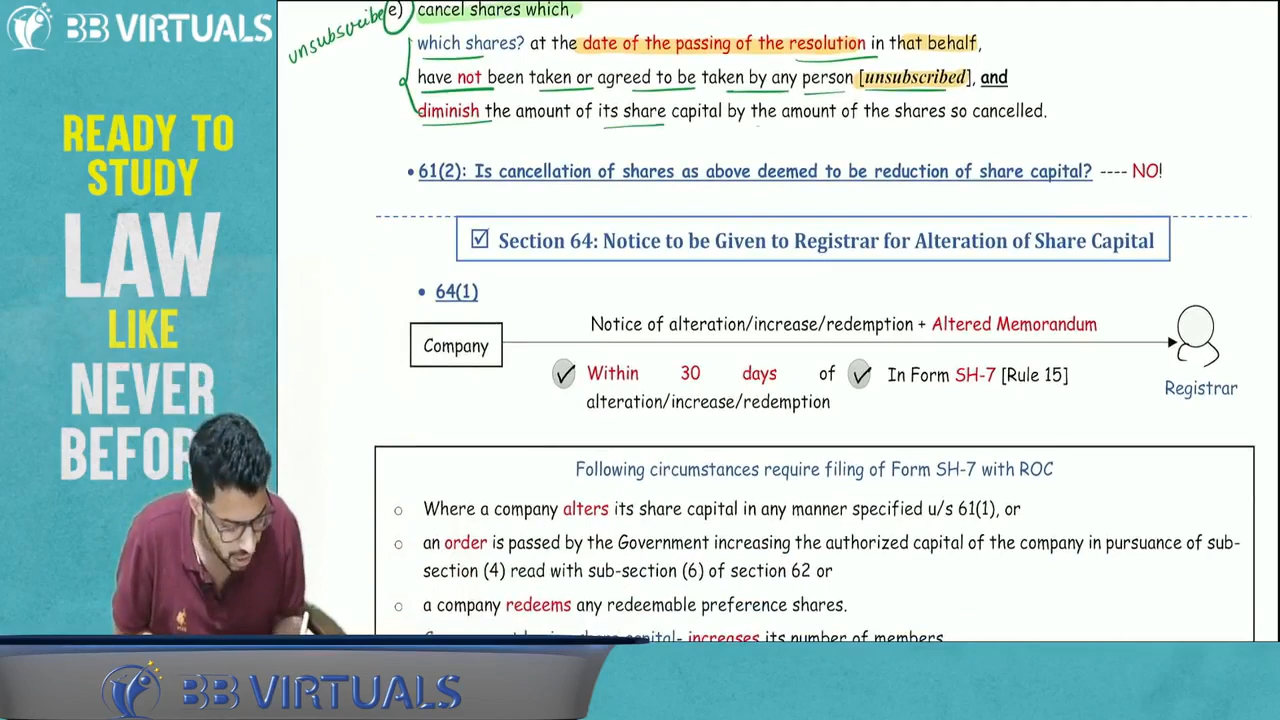 BB VIRTUALS
READY TO
STUDY
LAW
LIKE
NEVER
BEFOR
unsubscribe
e) cancel shares which,
which shares? at the date of the passing of the resolution in that behalf,
have not been taken or agreed to be taken by any person [unsubscribed], and
diminish the amount of its share capital by the amount of the shares so cancelled.
• 61(2): Is cancellation of shares as above deemed to be reduction of share capital? ---- NO!
☑ Section 64: Notice to be Given to Registrar for Alteration of Share Capital
• 64(1)
Company
Notice of alteration/increase/redemption + Altered Memorandum
✓ Within 30 days of
alteration/increase/redemption
✓ In Form SH-7 [Rule 15]
Registrar
Following circumstances require filing of Form SH-7 with ROC
○ Where a company alters its share capital in any manner specified u/s 61(1), or
○ an order is passed by the Government increasing the authorized capital of the company in pursuance of sub-
section (4) read with sub-section (6) of section 62 or
○ a company redeems any redeemable preference shares.
capital- increases its number of members
BB VIRTUALS